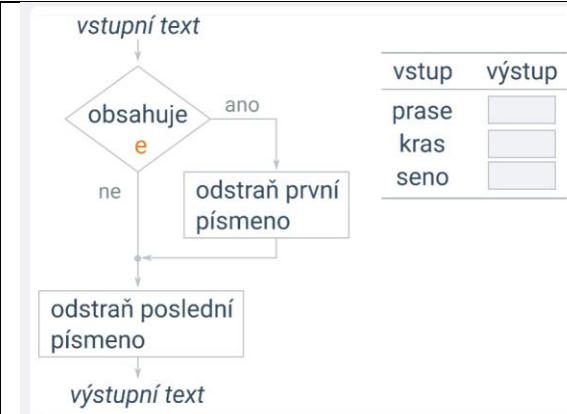 vstupní text
obsahuje
e
ano
ne
odstraň první
písmeno
odstraň poslední
písmeno
výstupní text
vstup výstup
prase
kras
seno